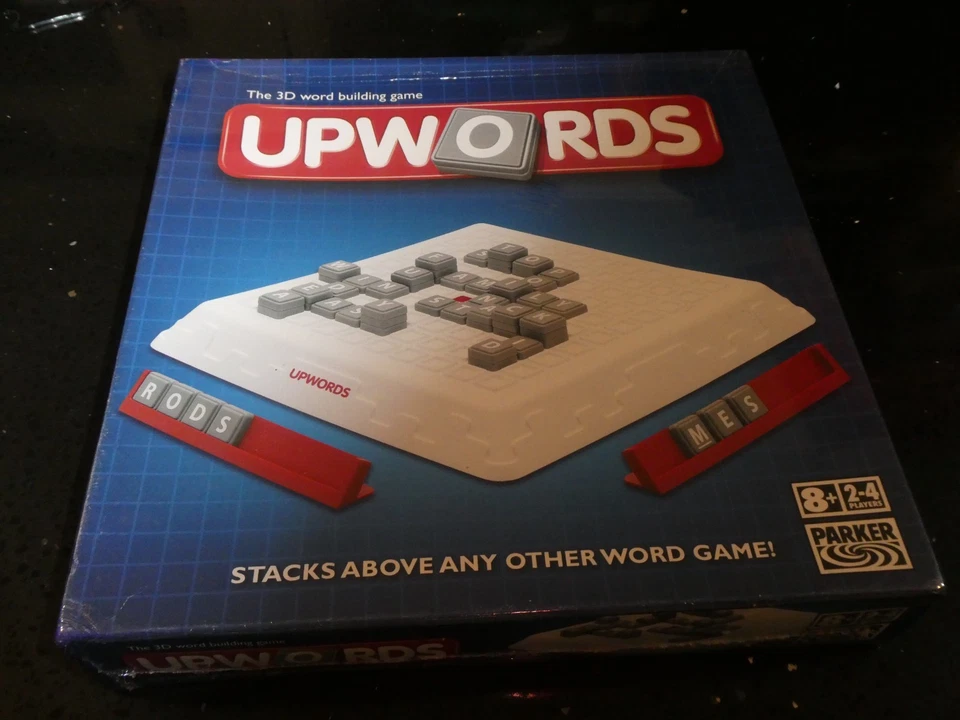 The 3D word building game
UPWORDS
UPWORDS
RODS
MES
8+
2-4
PLAYERS
PARKER
STACKS ABOVE ANY OTHER WORD GAME!
The 3D word building game
UPWORDS